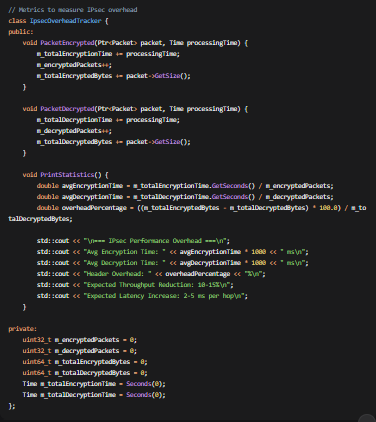 // Metrics to measure IPsec overhead
class IpsecOverheadTracker {
public:
    void PacketEncrypted(Ptr<Packet> packet, Time processingTime) {
        m_totalEncryptionTime += processingTime;
        m_encryptedPackets++;
        m_totalEncryptedBytes += packet->GetSize();
    }

    void PacketDecrypted(Ptr<Packet> packet, Time processingTime) {
        m_totalDecryptionTime += processingTime;
        m_decryptedPackets++;
        m_totalDecryptedBytes += packet->GetSize();
    }

    void PrintStatistics() {
        double avgEncryptionTime = m_totalEncryptionTime.GetSeconds() / m_encryptedPackets;
        double avgDecryptionTime = m_totalDecryptionTime.GetSeconds() / m_decryptedPackets;
        double overheadPercentage = ((m_totalEncryptedBytes - m_totalDecryptedBytes) * 100.0) / m_to
talDecryptedBytes;

        std::cout << "\n=== IPsec Performance Overhead ===\n";
        std::cout << "Avg Encryption Time: " << avgEncryptionTime * 1000 << " ms\n";
        std::cout << "Avg Decryption Time: " << avgDecryptionTime * 1000 << " ms\n";
        std::cout << "Header Overhead: " << overheadPercentage << "%\n";
        std::cout << "Expected Throughput Reduction: 10-15%\n";
        std::cout << "Expected Latency Increase: 2-5 ms per hop\n";
    }

private:
    uint32_t m_encryptedPackets = 0;
    uint32_t m_decryptedPackets = 0;
    uint64_t m_totalEncryptedBytes = 0;
    uint64_t m_totalDecryptedBytes = 0;
    Time m_totalEncryptionTime = Seconds(0);
    Time m_totalDecryptionTime = Seconds(0);
};